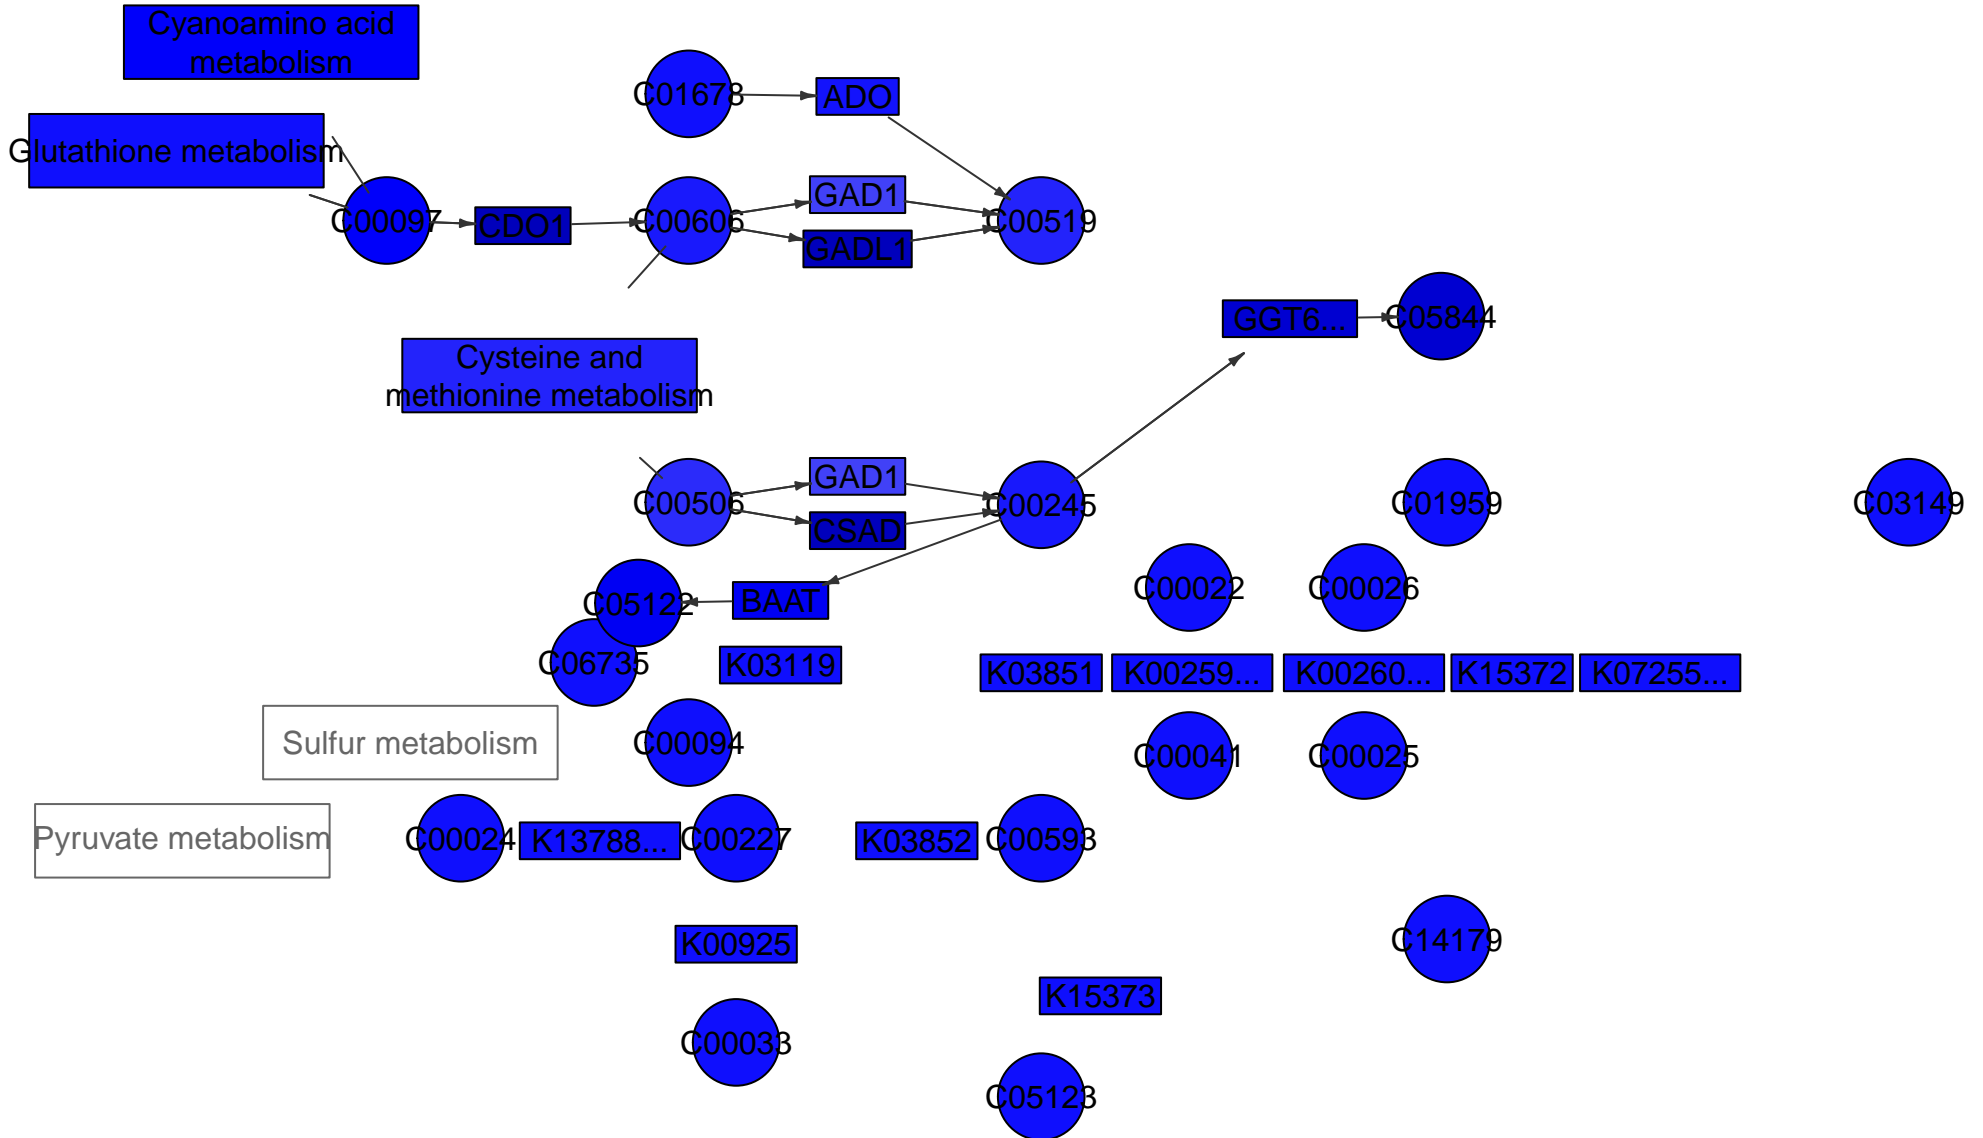 Cyanoamino acid
metabolism
C01678
ADO
Glutathione metabolism
GAD1
C00097
CDO1
C00606
C00519
GADL1
GGT6...
C05844
Cysteine and
methionine metabolism
GAD1
C00506
C00245
C01959
C03149
CSAD
C05122
BAAT
C00022
C00026
C06735
K03119
K03851
K00259...
K00260...
K15372
K07255...
Sulfur metabolism
C00094
C00041
C00025
Pyruvate metabolism
C00024
K13788...
C00227
K03852
C00593
K00925
C14179
K15373
C00033
C05123